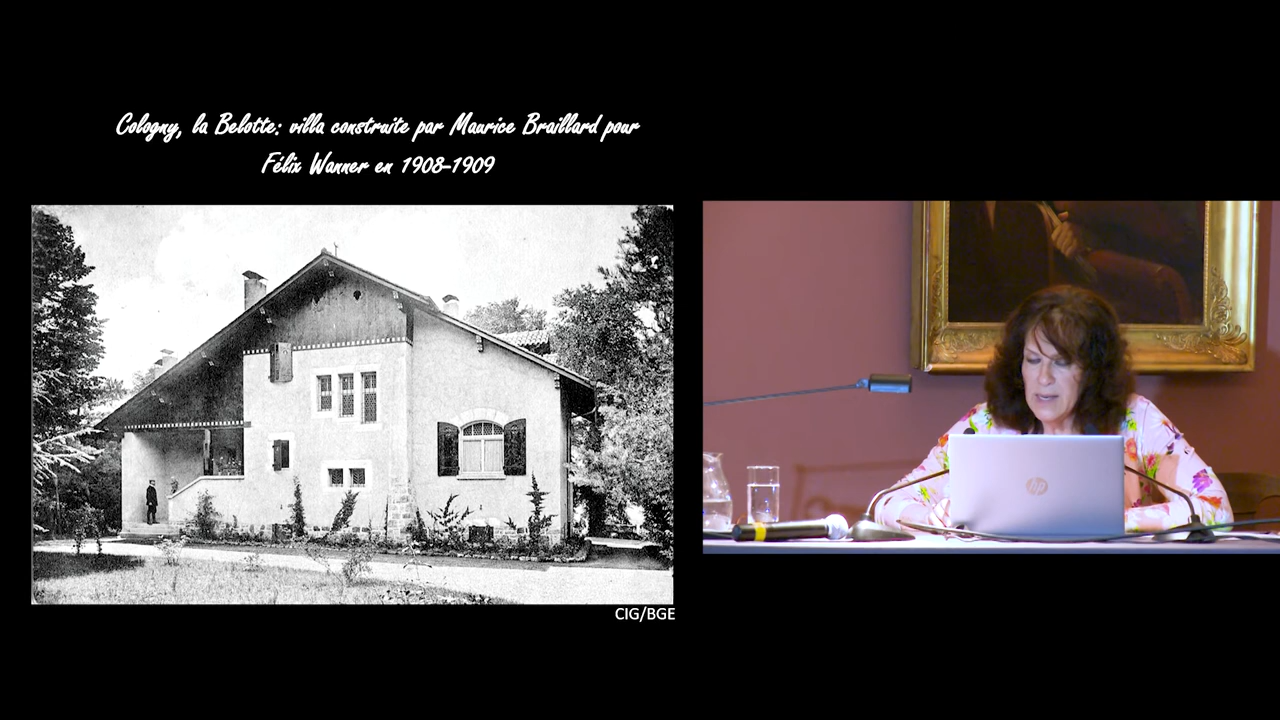 Cologny, la Belotte: villa construite par Maurice Braillard pour
Félix Wanner en 1908-1909
CIG/BGE
hp